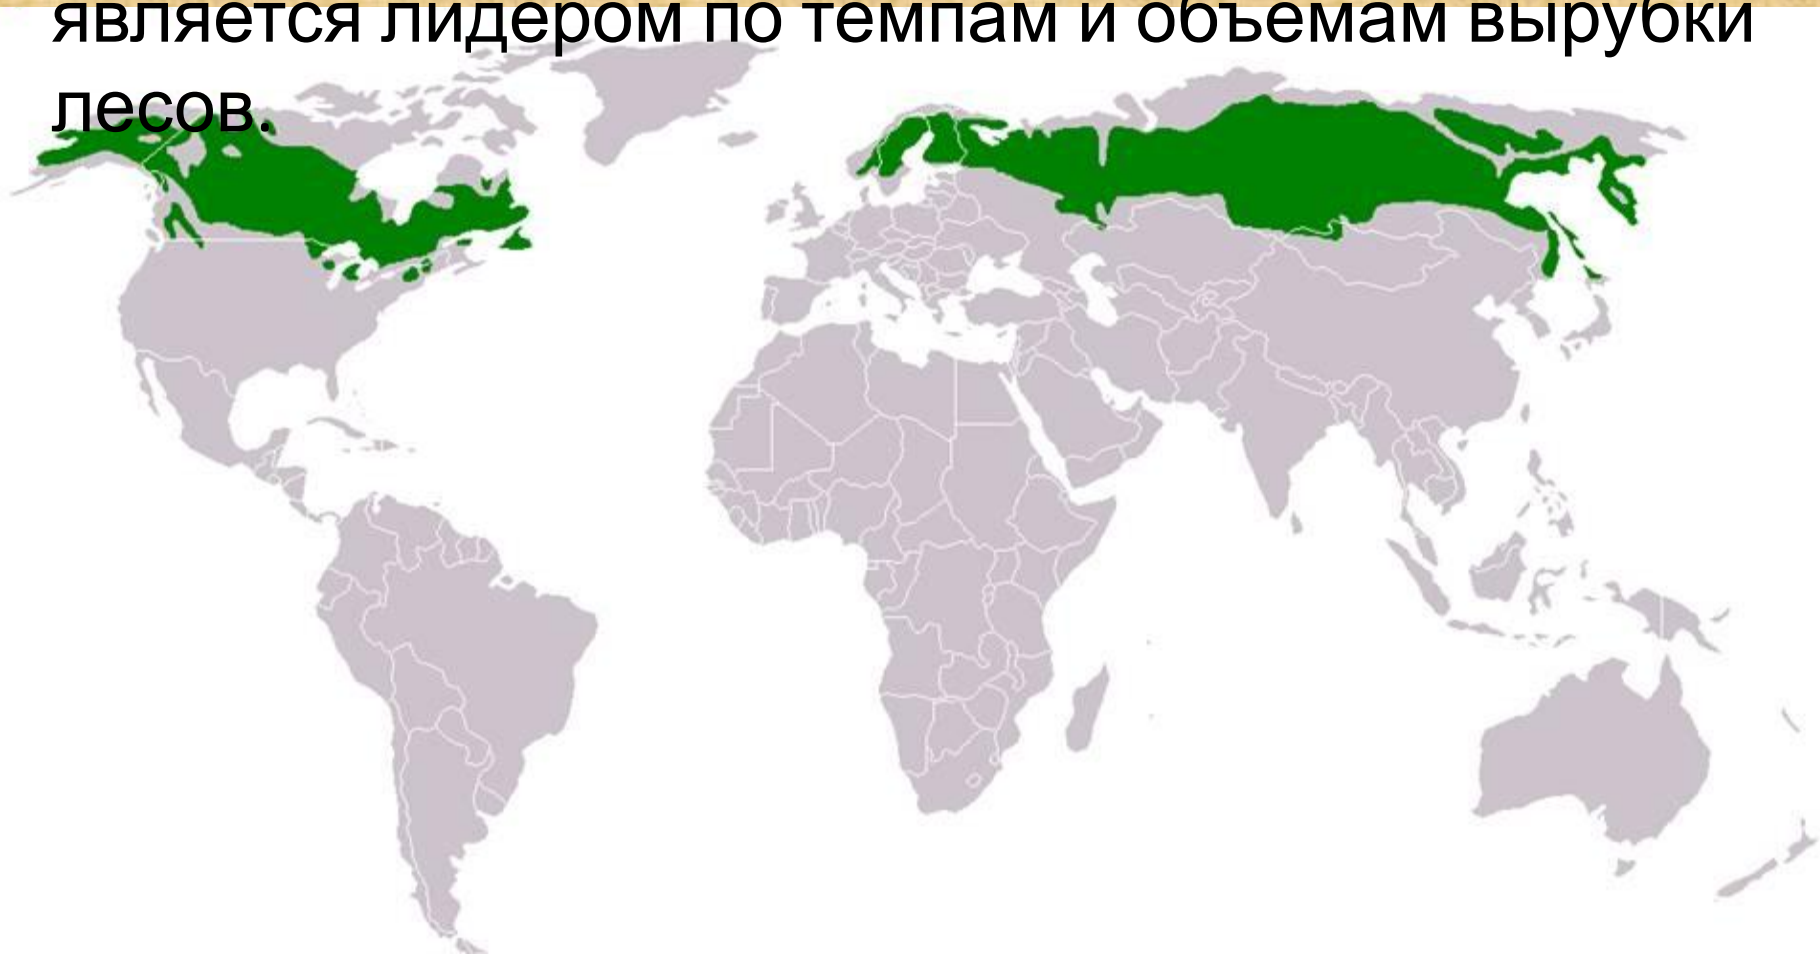 является лидером по темпам и объемам вырубки
лесов.